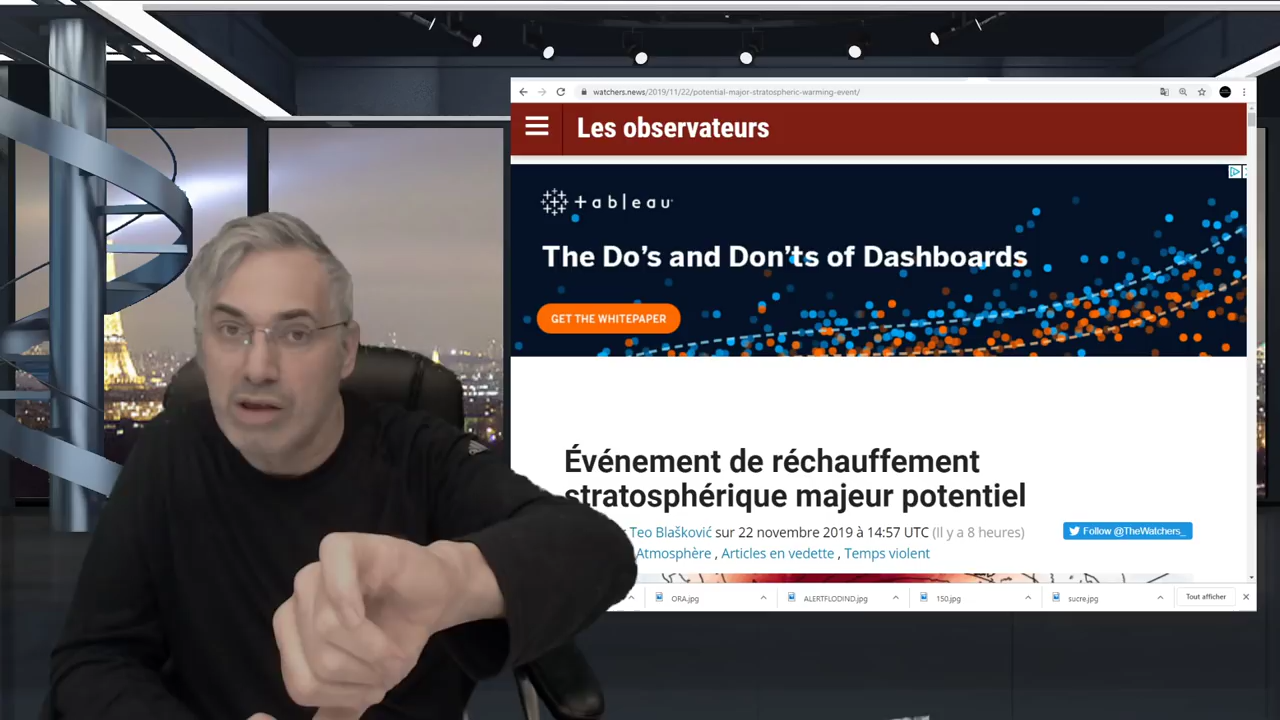 watchers.news/2019/11/22/potential-major-stratospheric-warming-event/
Les observateurs
+ableau
The Do's and Don'ts of Dashboards
GET THE WHITEPAPER
Événement de réchauffement
stratosphérique majeur potentiel
Teo Blašković sur 22 novembre 2019 à 14:57 UTC (Il y a 8 heures)
Follow @TheWatchers_
Atmosphère , Articles en vedette , Temps violent
ORA.jpg
ALERTFLODIND.jpg
150.jpg
sucre.jpg
Tout afficher